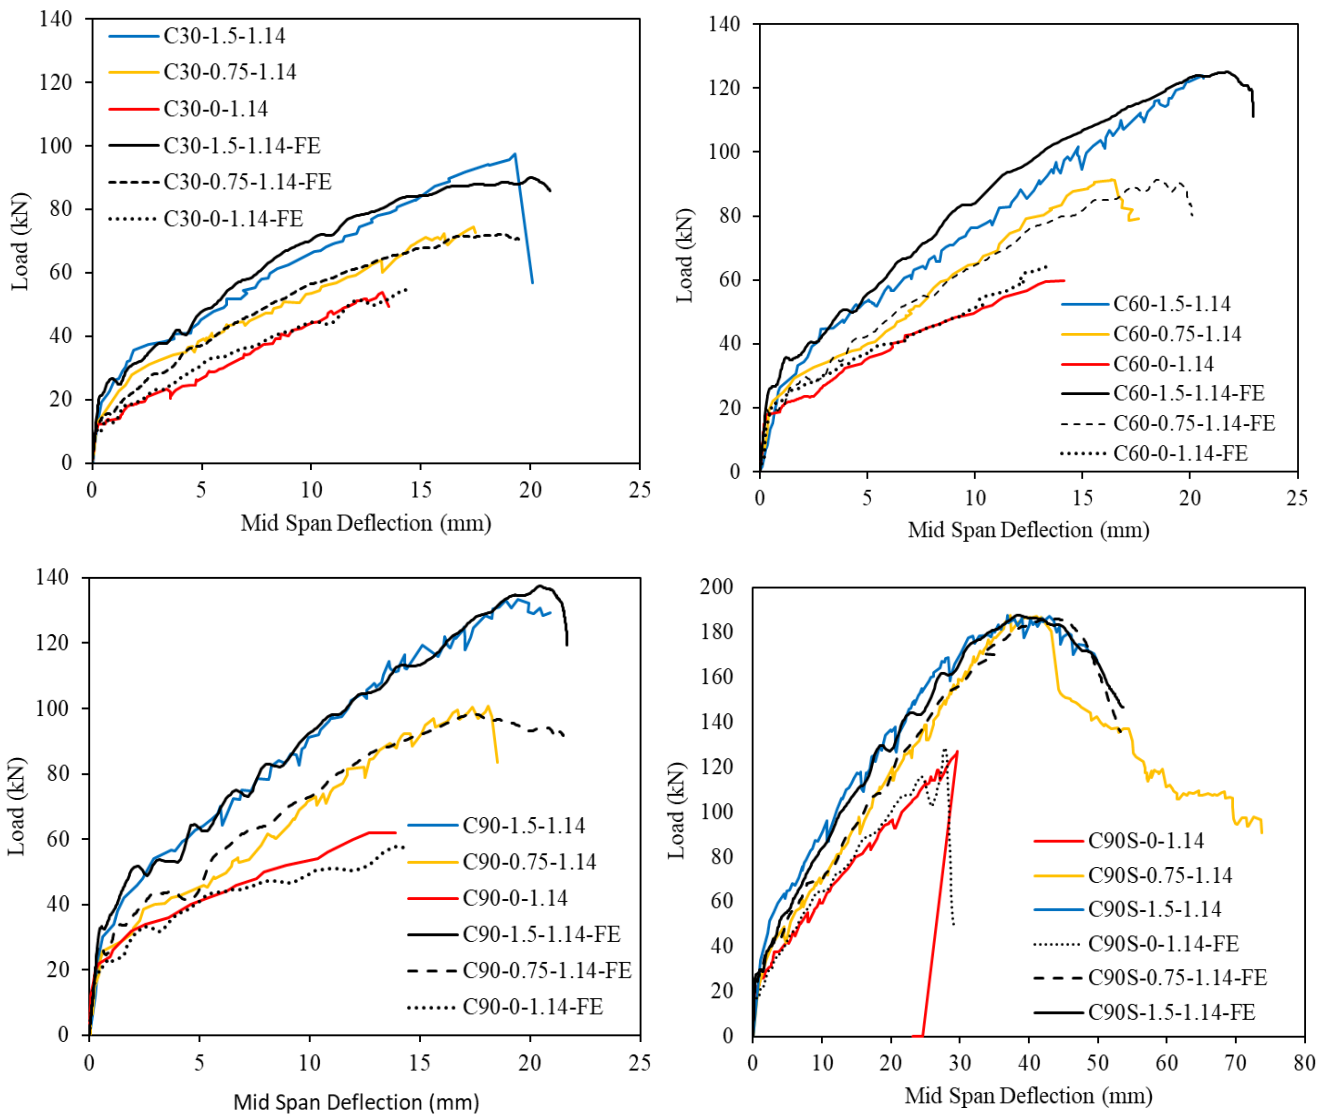 140
120
100
80
60
40
20
0
Load (kN)
C30-1.5-1.14
C30-0.75-1.14
C30-0-1.14
C30-1.5-1.14-FE
C30-0.75-1.14-FE
C30-0-1.14-FE
0 5 10 15 20 25
Mid Span Deflection (mm)
140
120
100
80
60
40
20
0
Load (kN)
C60-1.5-1.14
C60-0.75-1.14
C60-0-1.14
C60-1.5-1.14-FE
C60-0.75-1.14-FE
C60-0-1.14-FE
0 5 10 15 20 25
Mid Span Deflection (mm)
140
120
100
80
60
40
20
0
Load (kN)
C90-1.5-1.14
C90-0.75-1.14
C90-0-1.14
C90-1.5-1.14-FE
C90-0.75-1.14-FE
C90-0-1.14-FE
0 5 10 15 20 25
Mid Span Deflection (mm)
200
180
160
140
120
100
80
60
40
20
0
Load (kN)
C90S-0-1.14
C90S-0.75-1.14
C90S-1.5-1.14
C90S-0-1.14-FE
C90S-0.75-1.14-FE
C90S-1.5-1.14-FE
0 10 20 30 40 50 60 70 80
Mid Span Deflection (mm)